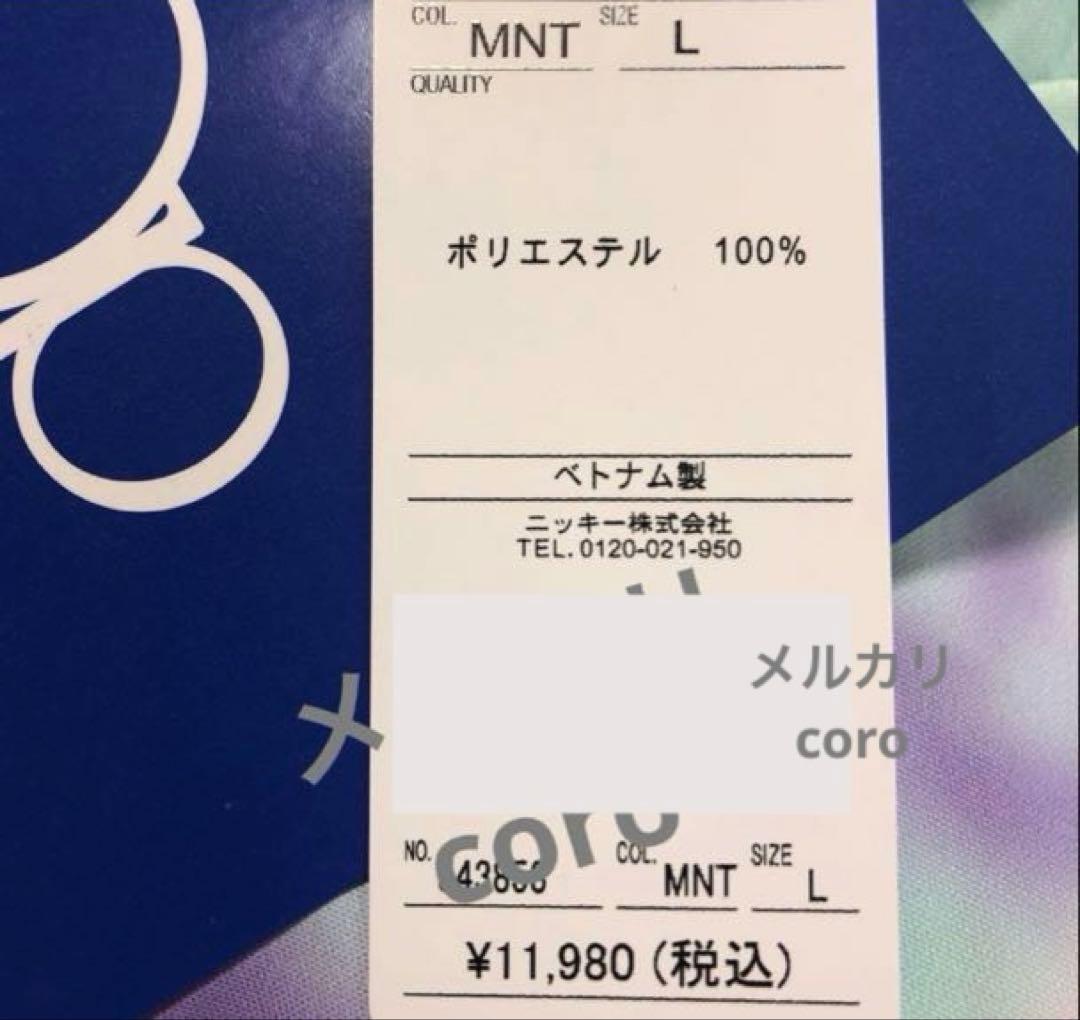 COL. MNT SIZE L
QUALITY
ポリエステル 100%
ベトナム製
ニッキー株式会社
TEL.0120-021-950
メルカリ
coro
メ
coro
NO. COL. MNT SIZE L
¥11,980(税込)